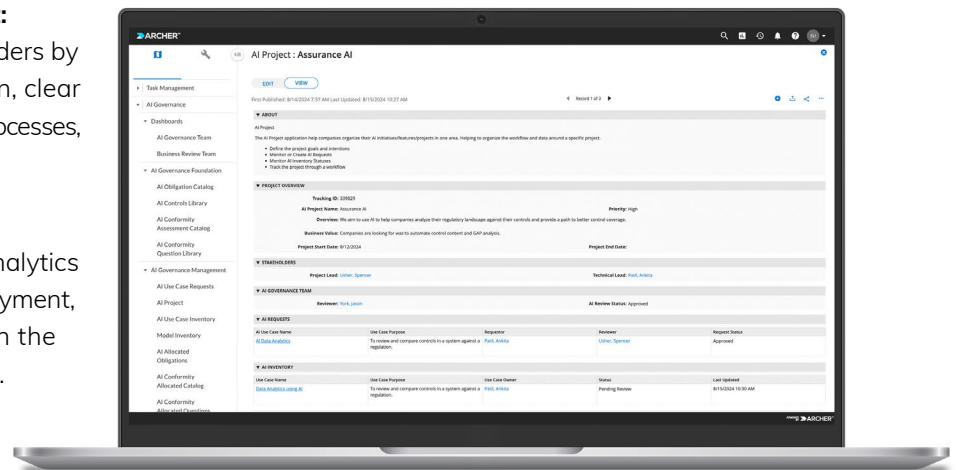 :
ders by
n, clear
ocesses,
nalytics
yment,
n the
.
ARCHER
AI Project : Assurance AI
EDIT VIEW
First Published: 8/14/2024 7:57 AM Last Updated: 8/15/2024 10:27 AM
Record 1 of 3
Task Management
AI Governance
Dashboards
AI Governance Team
Business Review Team
AI Governance Foundation
AI Obligation Catalog
AI Controls Library
AI Conformity
Assessment Catalog
AI Conformity
Question Library
AI Governance Management
AI Use Case Requests
AI Project
AI Use Case Inventory
Model Inventory
AI Allocated
Obligations
AI Conformity
Allocated Catalog
AI Conformity
Allocated Questions
ABOUT
AI Project
The AI Project application help companies organize their AI initiatives/features/projects in one area. Helping to organize the workflow and data around a specific project.
• Define the project goals and intentions
• Monitor or Create AI Requests
• Monitor AI Inventory Statuses
• Track the project through a workflow
PROJECT OVERVIEW
Tracking ID: 339829
AI Project Name: Assurance AI Priority: High
Overview: We aim to use AI to help companies analyze their regulatory landscape against their controls and provide a path to better control coverage.
Business Value: Companies are looking for was to automate control content and GAP analysis.
Project Start Date: 8/12/2024 Project End Date:
STAKEHOLDERS
Project Lead: Usher, Spencer Technical Lead: Patil, Ankita
AI GOVERNANCE TEAM
Reviewer: York, Jason AI Review Status: Approved
AI REQUESTS
AI Use Case Name Use Case Purpose Requestor Reviewer Request Status
AI Data Analytics To review and compare controls in a system against a Patil, Ankita Usher, Spencer Approved
regulation.
AI INVENTORY
Use Case Name Use Case Purpose Use Case Owner Status Last Updated
Data Analytics using AI To review and compare controls in a system against a Patil, Ankita Pending Review 8/15/2024 10:30 AM
regulation.
ARCHER